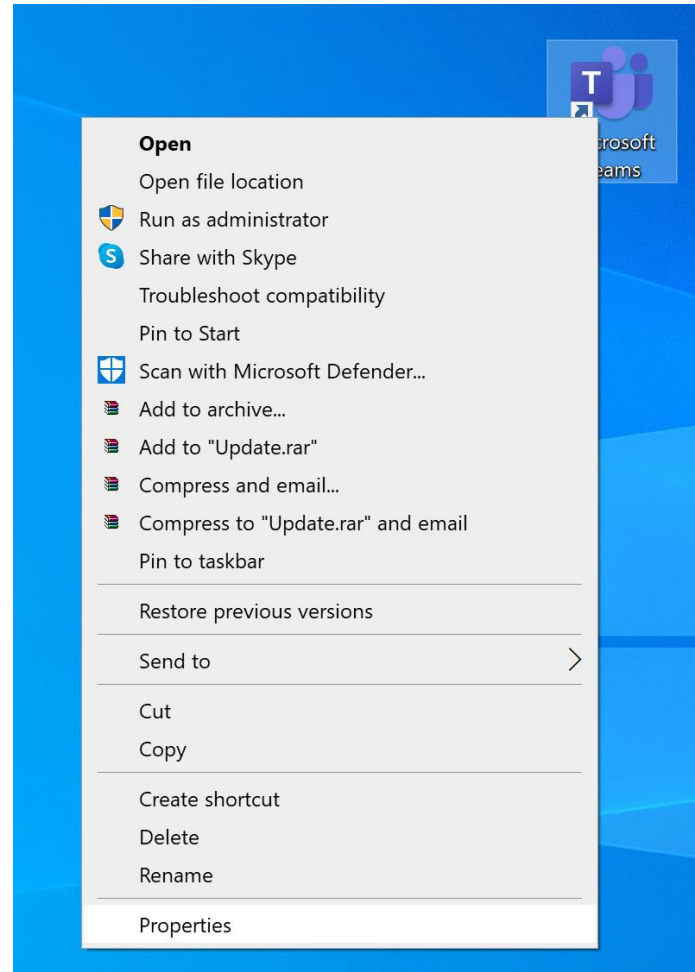 T
crosoft
eams
Open
Open file location
Run as administrator
S Share with Skype
Troubleshoot compatibility
Pin to Start
Scan with Microsoft Defender...
Add to archive...
Add to "Update.rar"
Compress and email...
Compress to "Update.rar" and email
Pin to taskbar
Restore previous versions
Send to
Cut
Copy
Create shortcut
Delete
Rename
Properties